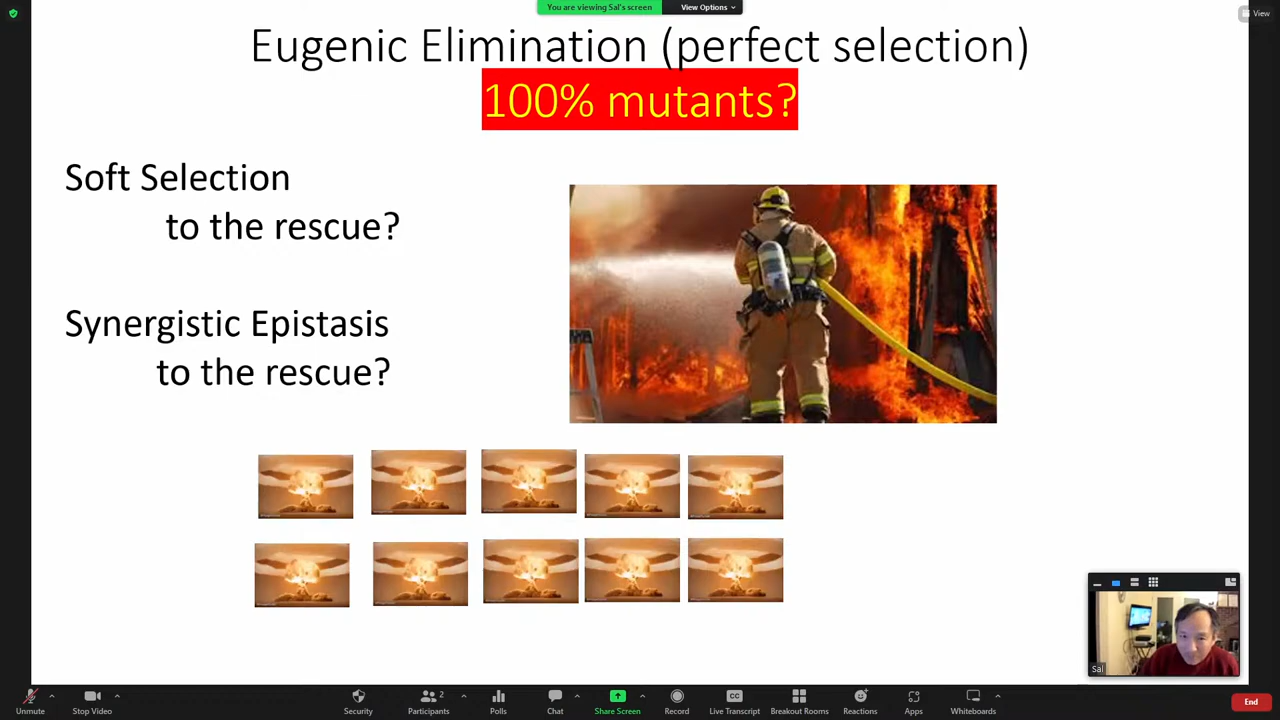 You are viewing Sal's screen
View Options
View
Eugenic Elimination (perfect selection)
100% mutants?
Soft Selection
to the rescue?
Synergistic Epistasis
to the rescue?
Sal
Unmute
Stop Video
Security
2
Participants
Polls
Chat
Share Screen
Record
CC
Live Transcript
Breakout Rooms
Reactions
Apps
Whiteboards
End